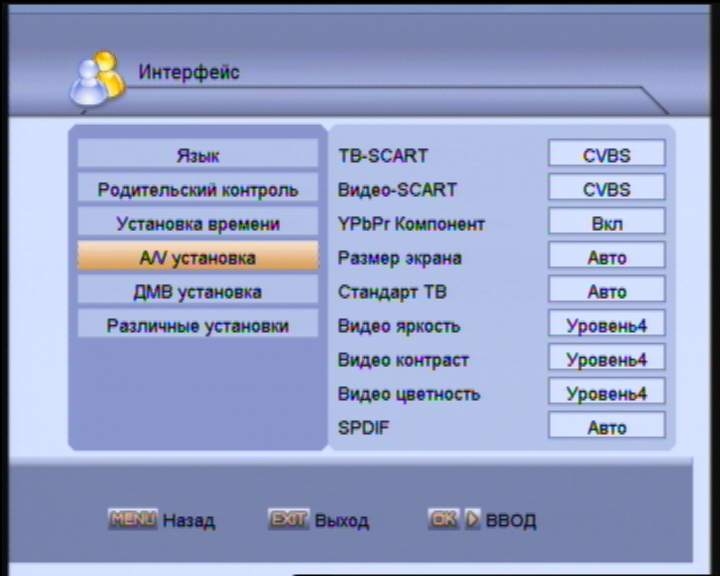 Интерфейс
Язык
Родительский контроль
Установка времени
A/V установка
ДМВ установка
Различные установки
ТВ-SCART CVBS
Видео-SCART CVBS
YPbPr Компонент Вкл
Размер экрана Авто
Стандарт ТВ Авто
Видео яркость Уровень4
Видео контраст Уровень4
Видео цветность Уровень4
SPDIF Авто
MENU Назад EXIT Выход OK ВВОД